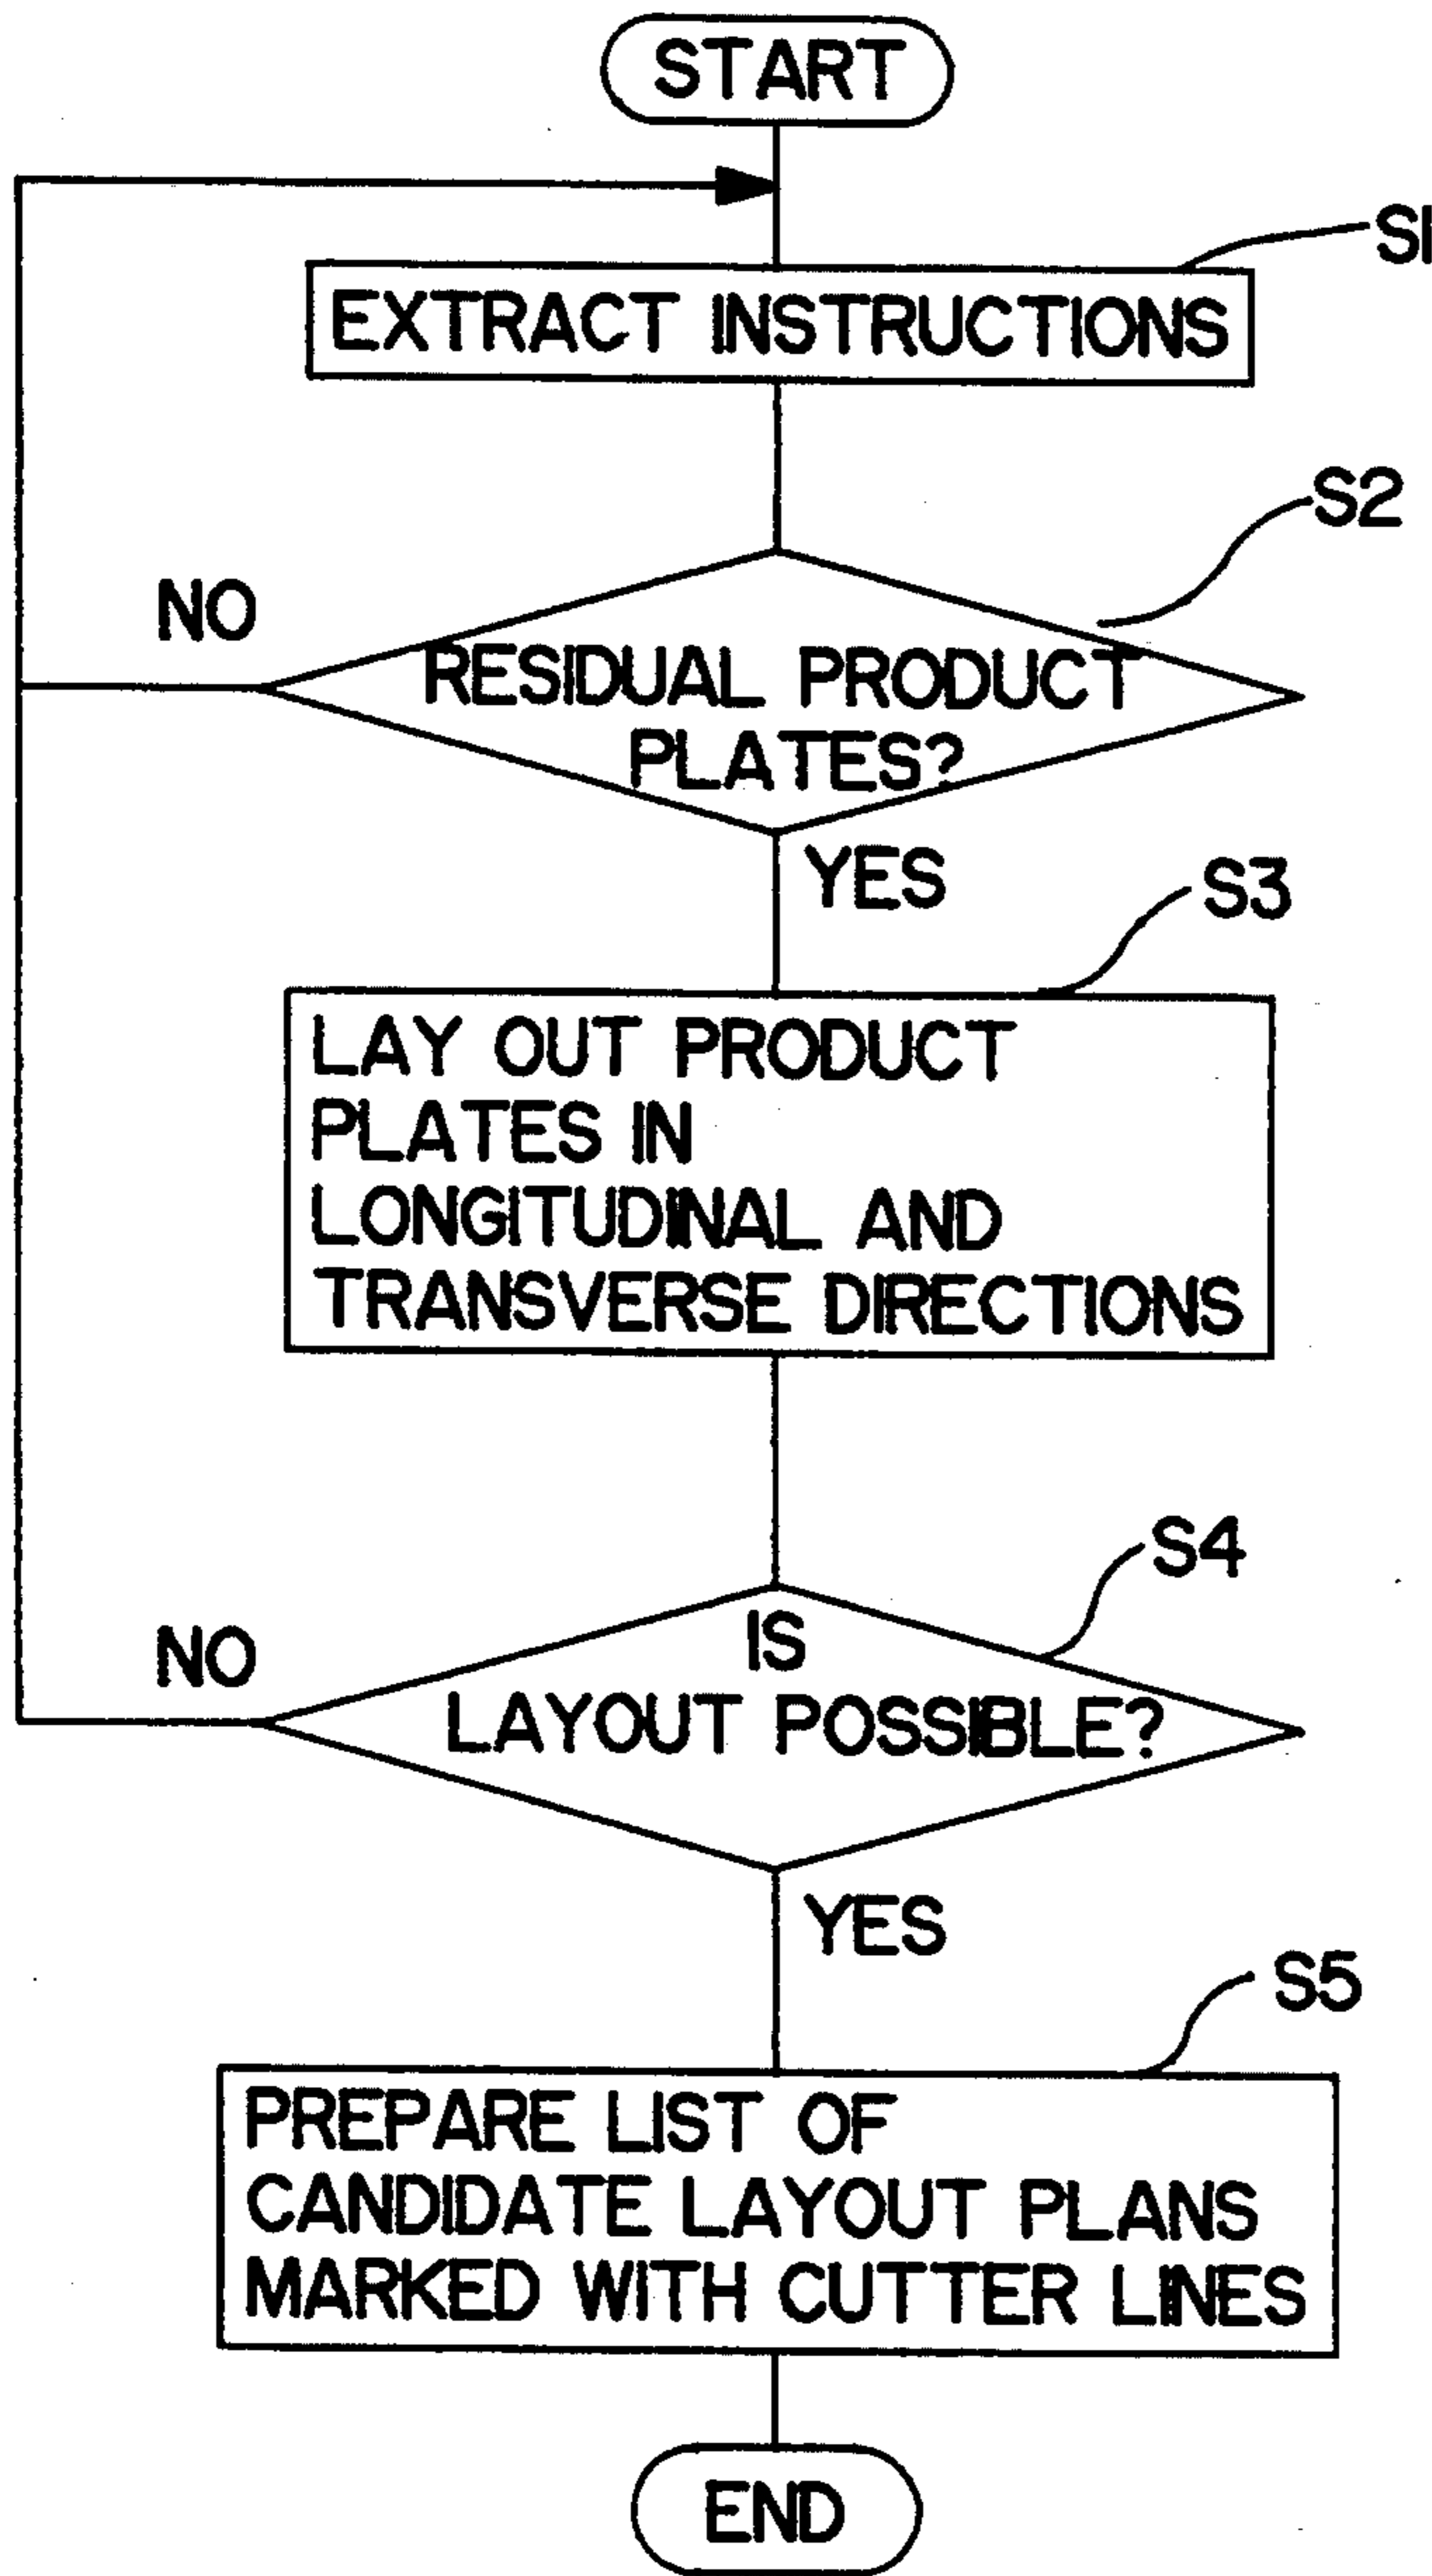 START
S1
EXTRACT INSTRUCTIONS
S2
NO
RESIDUAL PRODUCT
PLATES?
YES
S3
LAY OUT PRODUCT
PLATES IN
LONGITUDINAL AND
TRANSVERSE DIRECTIONS
S4
NO
IS
LAYOUT POSSIBLE?
YES
S5
PREPARE LIST OF
CANDIDATE LAYOUT PLANS
MARKED WITH CUTTER LINES
END